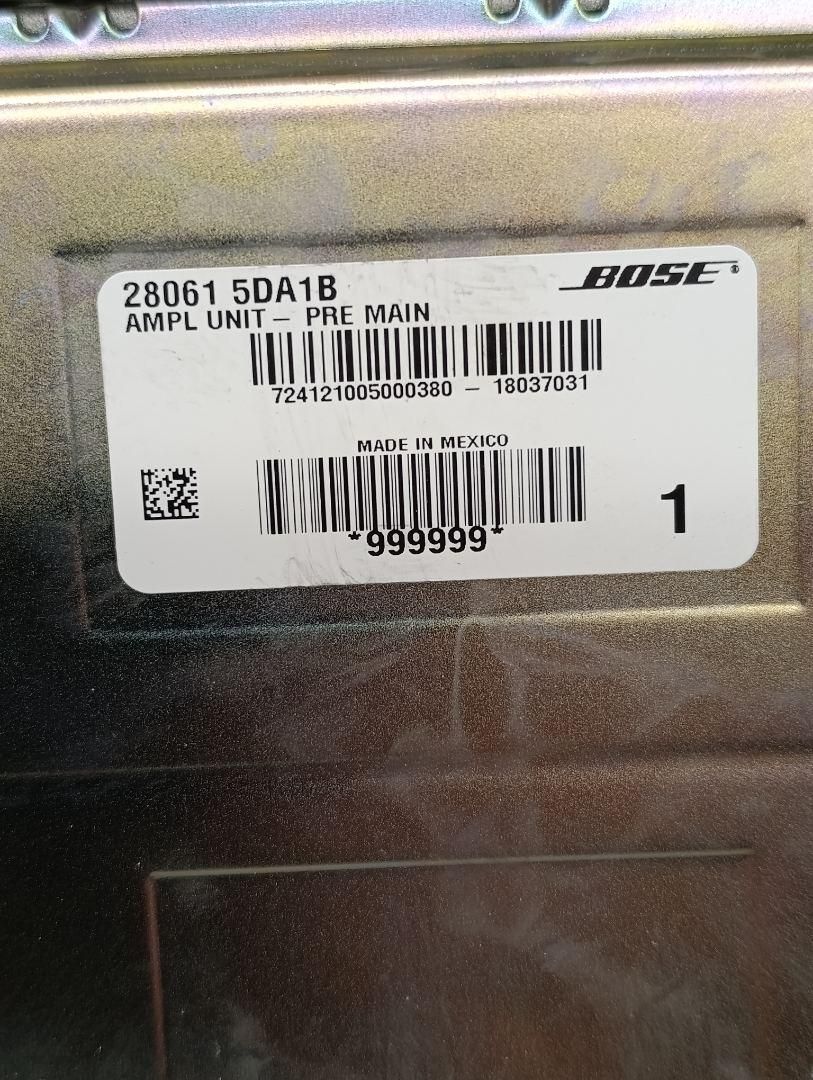 28061 5DA1B
BOSE®
AMPL UNIT – PRE MAIN
724121005000380 – 18037031
MADE IN MEXICO
*999999*
1